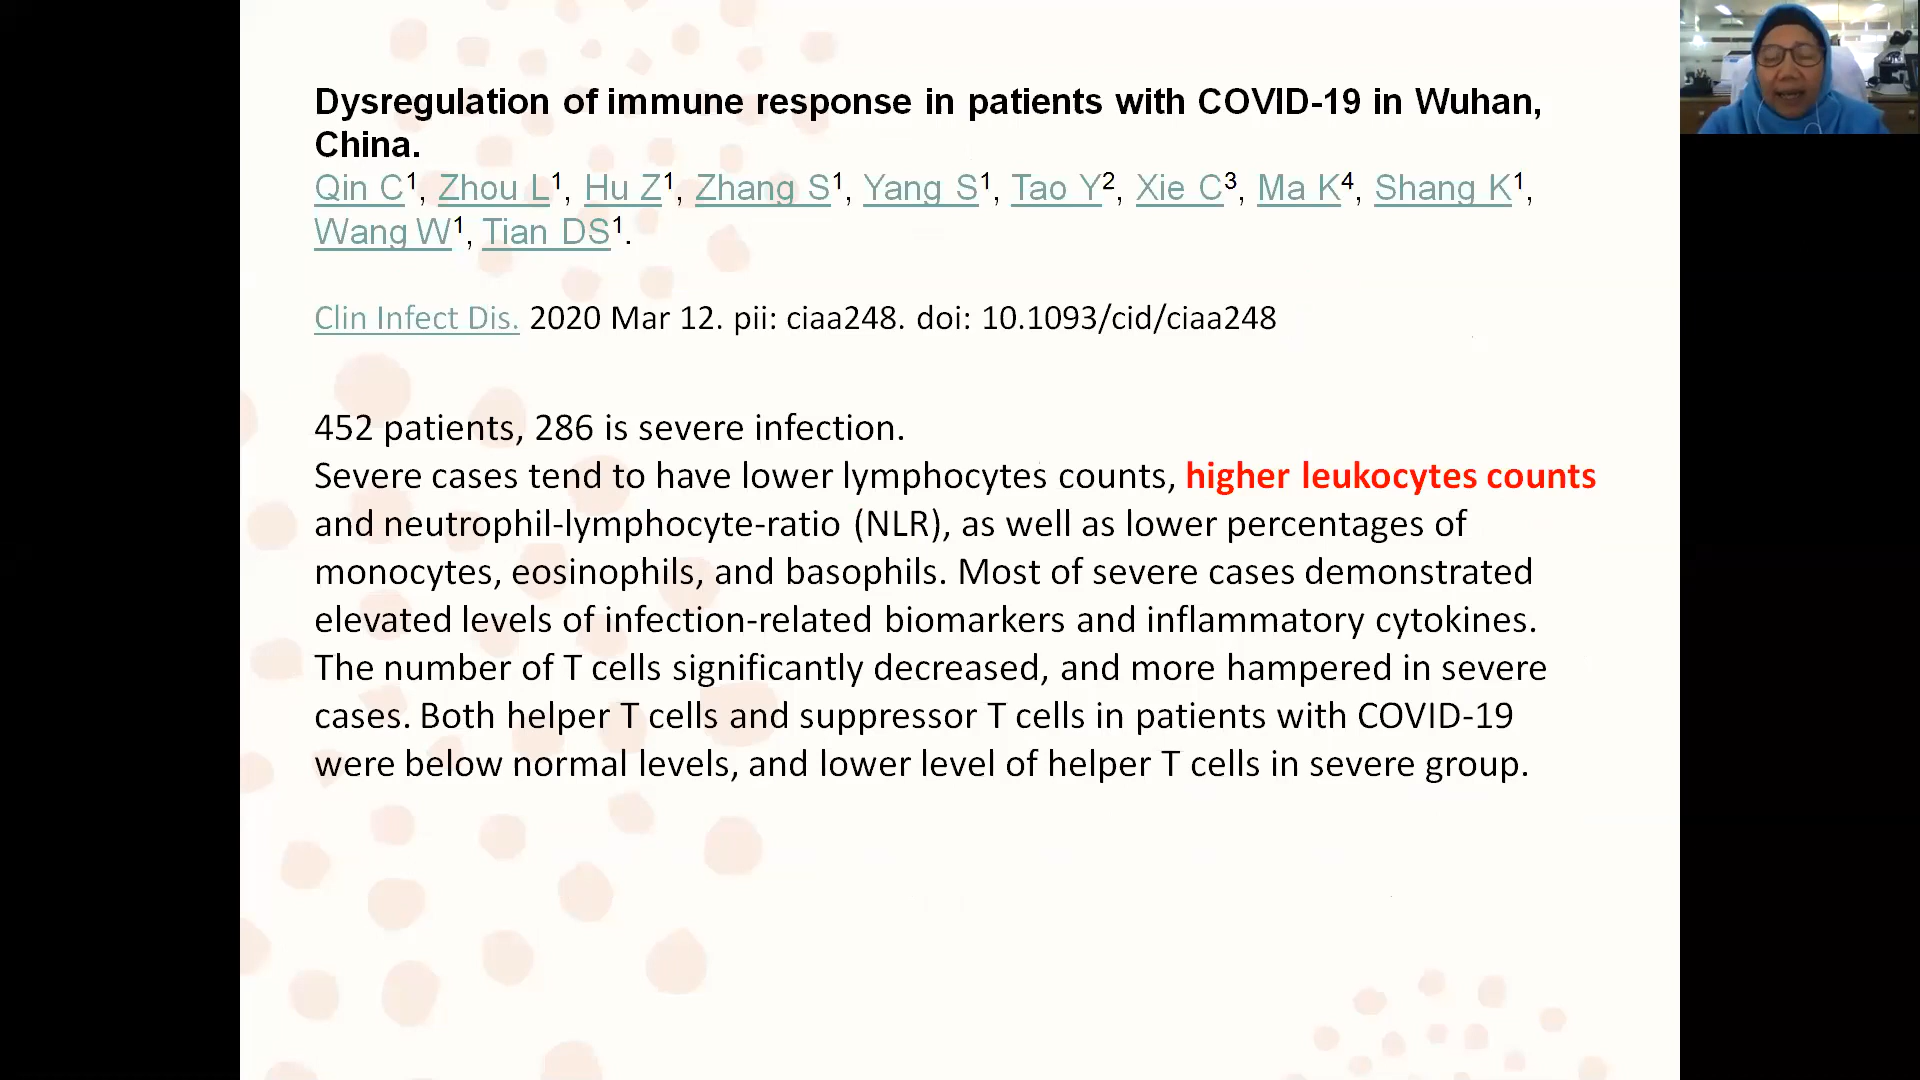 Dysregulation of immune response in patients with COVID-19 in Wuhan,
China.
Qin C1, Zhou L1, Hu Z1, Zhang S1, Yang S1, Tao Y2, Xie C3, Ma K4, Shang K1,
Wang W1, Tian DS1.
Clin Infect Dis. 2020 Mar 12. pii: ciaa248. doi: 10.1093/cid/ciaa248
452 patients, 286 is severe infection.
Severe cases tend to have lower lymphocytes counts, higher leukocytes counts
and neutrophil-lymphocyte-ratio (NLR), as well as lower percentages of
monocytes, eosinophils, and basophils. Most of severe cases demonstrated
elevated levels of infection-related biomarkers and inflammatory cytokines.
The number of T cells significantly decreased, and more hampered in severe
cases. Both helper T cells and suppressor T cells in patients with COVID-19
were below normal levels, and lower level of helper T cells in severe group.